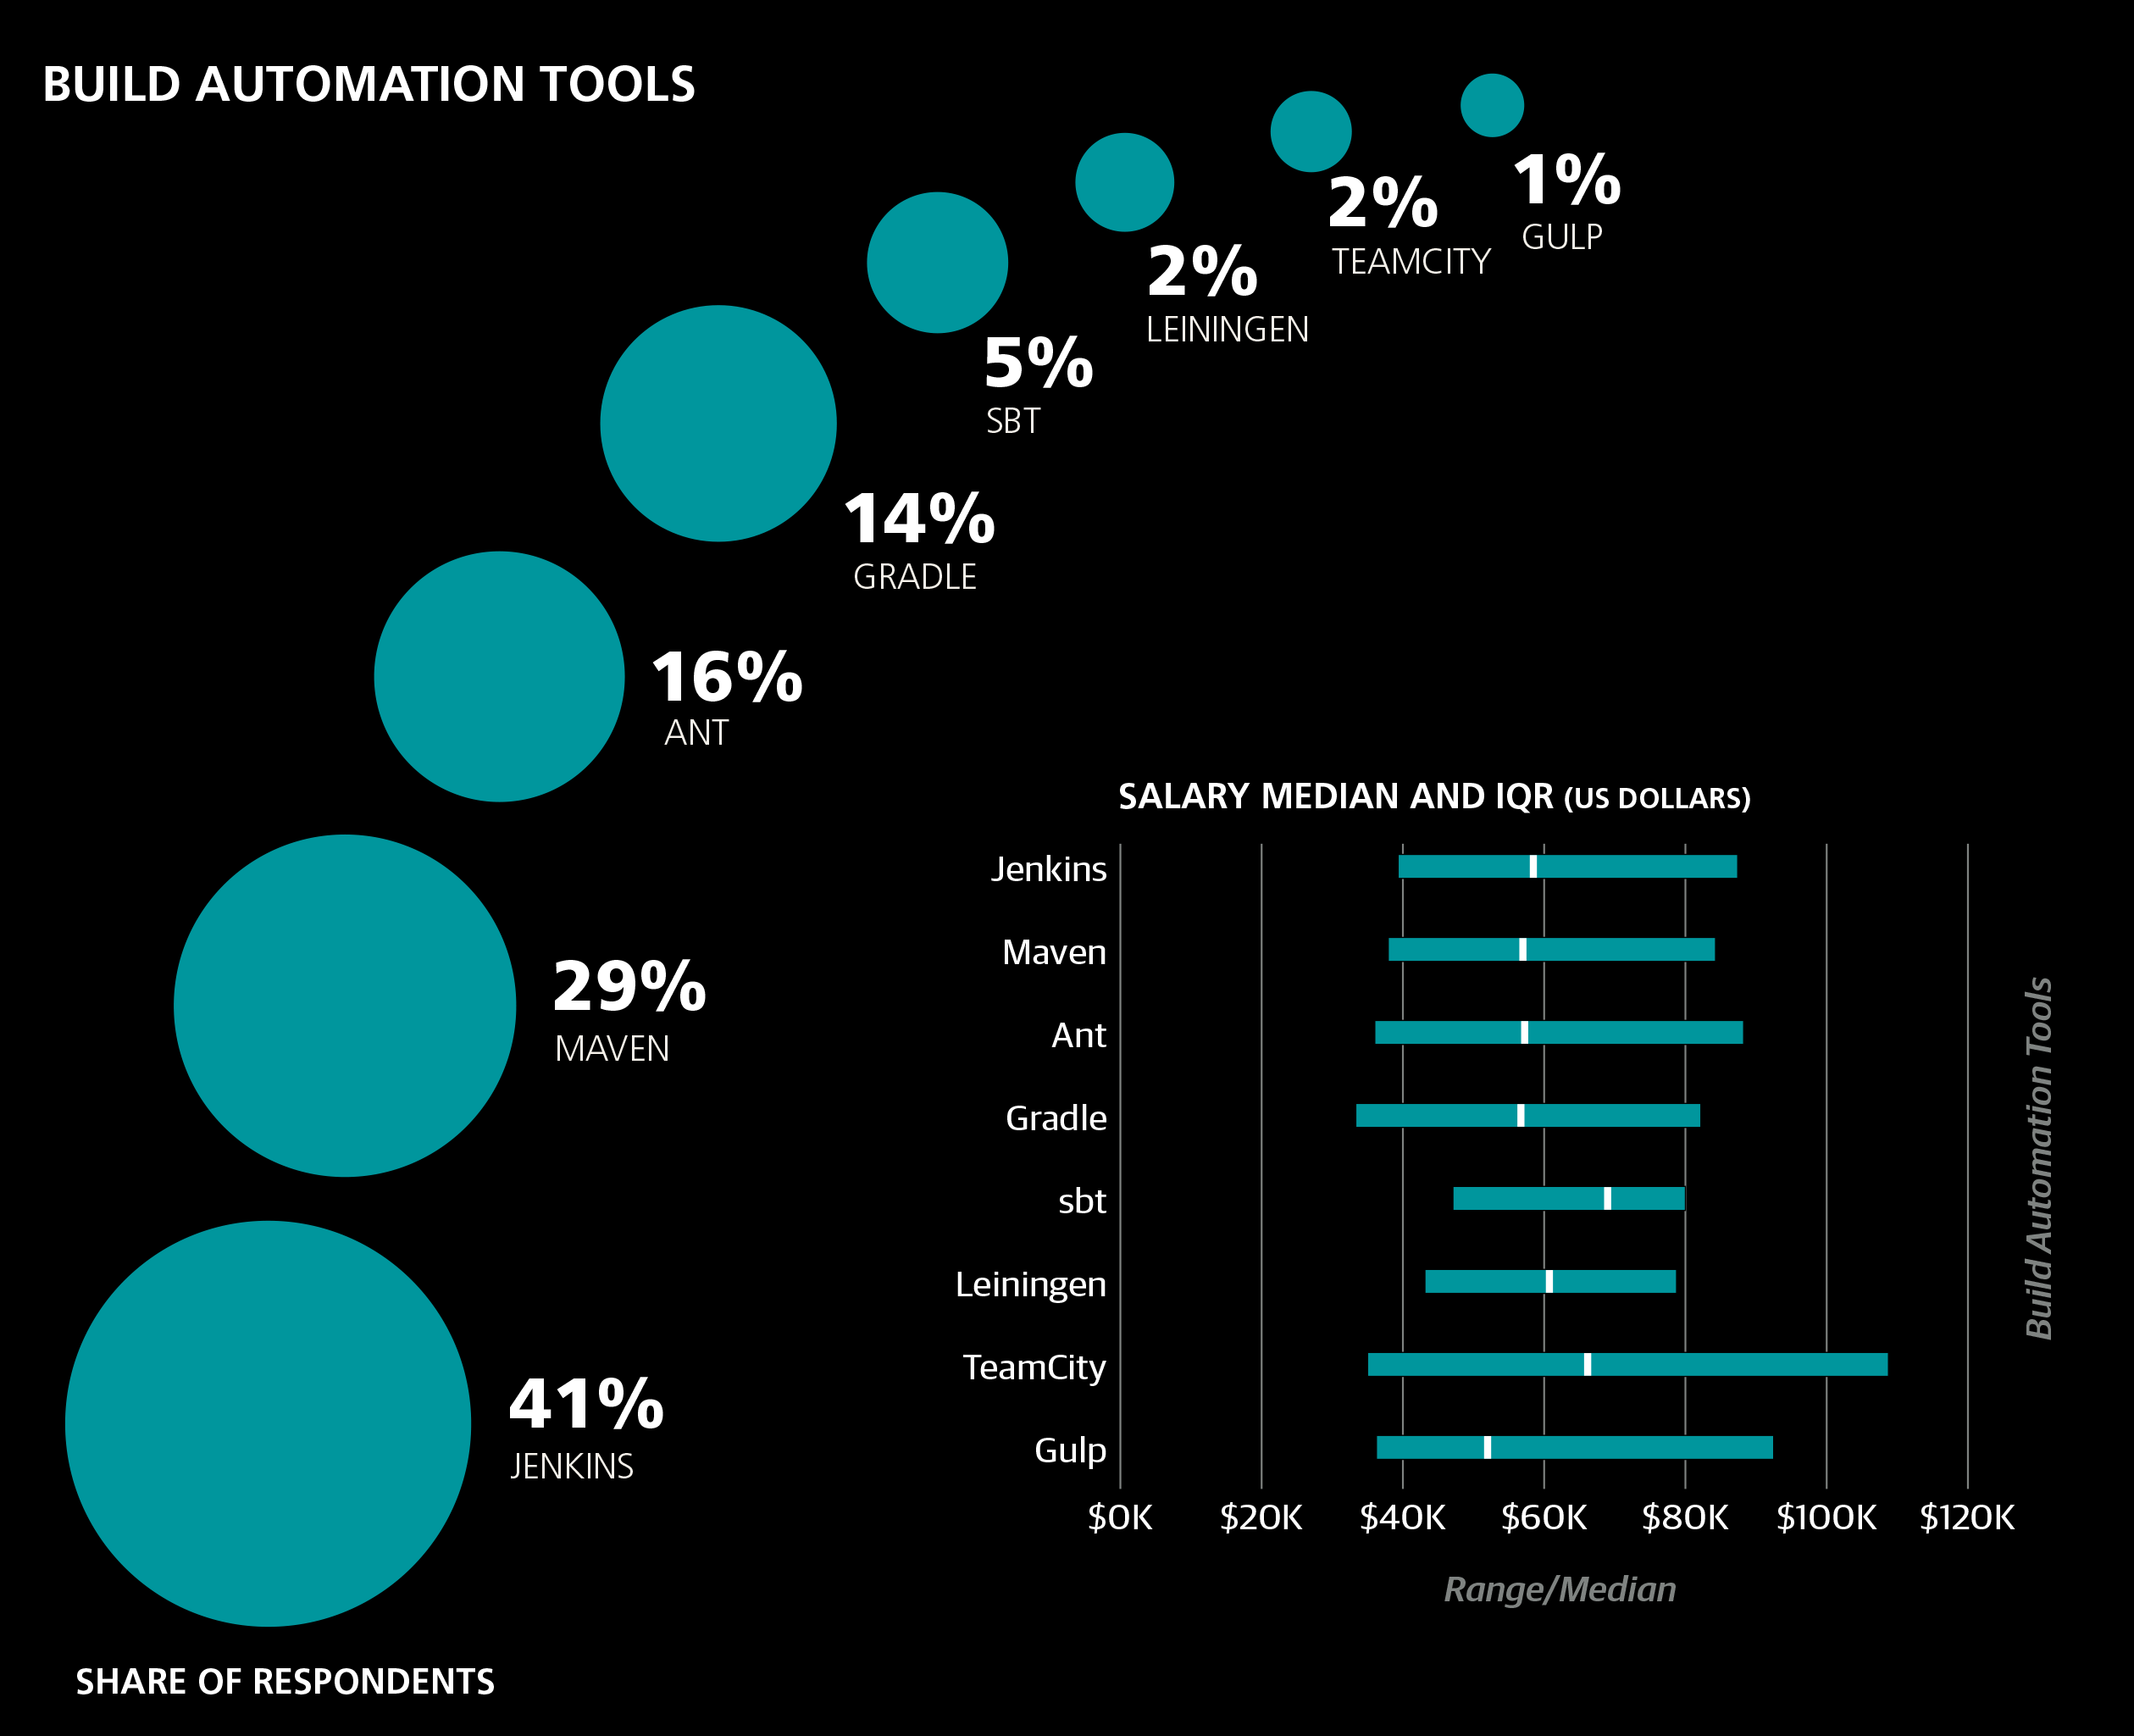 BUILD AUTOMATION TOOLS
1%
GULP
2%
TEAMCITY
2%
LEININGEN
5%
SBT
14%
GRADLE
16%
ANT
29%
MAVEN
41%
JENKINS
SHARE OF RESPONDENTS
SALARY MEDIAN AND IQR (US DOLLARS)
Jenkins
Maven
Ant
Gradle
sbt
Leiningen
TeamCity
Gulp
$0K $20K $40K $60K $80K $100K $120K
Range/Median
Build Automation Tools